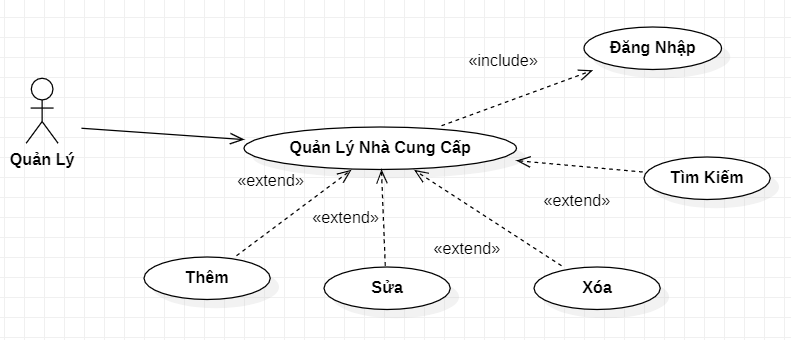 Đăng Nhập
«include»
Quản Lý
Quản Lý Nhà Cung Cấp
«extend»
Tìm Kiếm
«extend»
«extend»
«extend»
Thêm
Sửa
Xóa